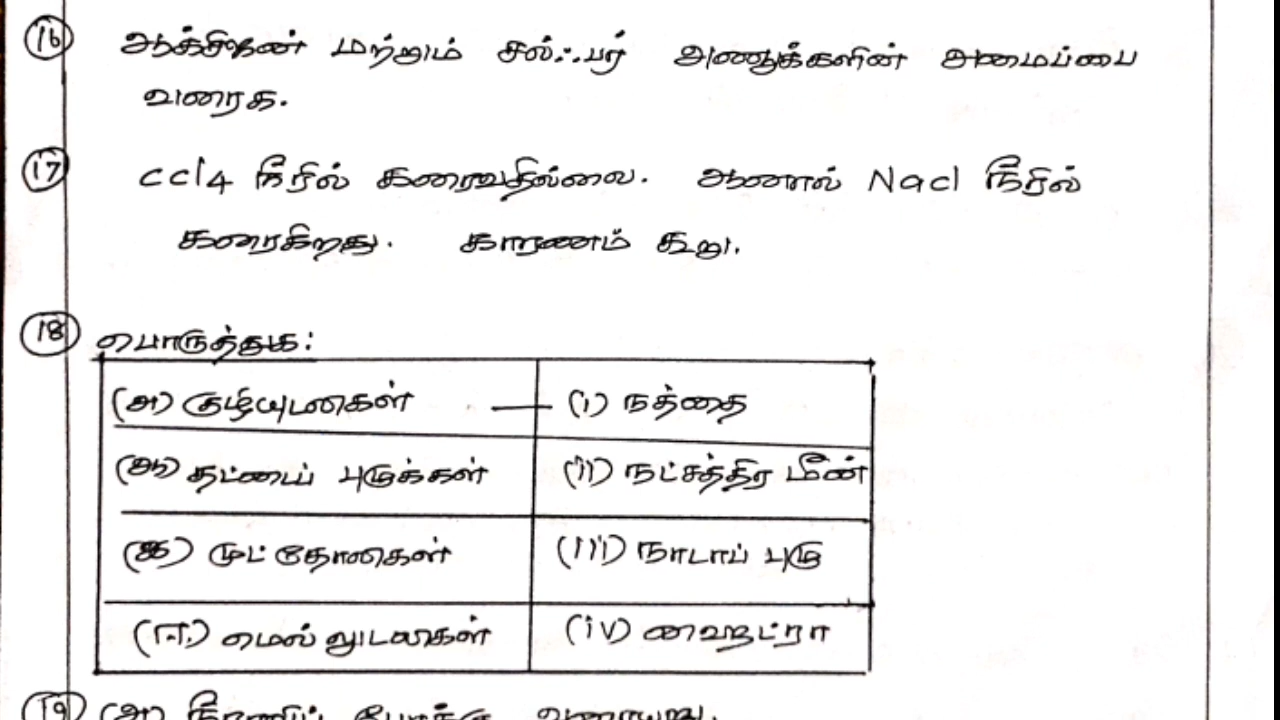 16 ஆக்சிஜன் மற்றும் சல்ஃபர் அணுக்களின் அமைப்பை
வரைக.
17 ccl4 நீரில் கரைவதில்லை. ஆனால் Nacl நீரில்
கரைகிறது. காரணம் கூறு.
18 பொருத்துக:
(அ) குழியுடலிகள் — (i) நத்தை
(ஆ) தட்டைப் புழுக்கள் (ii) நட்சத்திர மீன்
(இ) முட் தோலிகள் (iii) நாடாப் புழு
(ஈ) மெல் லுடலிகள் (iv) ஹைட்ரா
19 (அ)